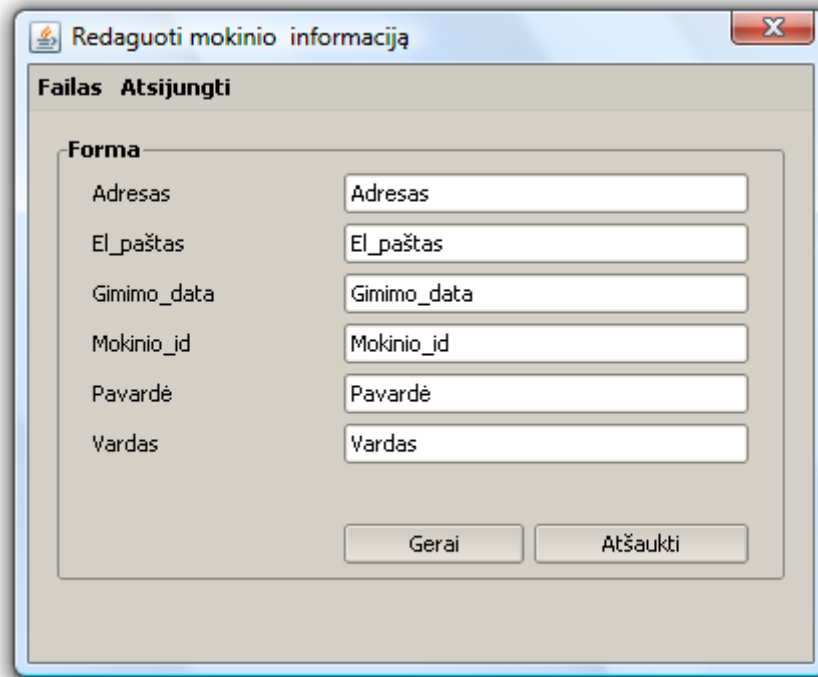 Redaguoti mokinio informaciją
Failas Atsijungti
Forma
Adresas Adresas
El_paštas El_paštas
Gimimo_data Gimimo_data
Mokinio_id Mokinio_id
Pavardė Pavardė
Vardas Vardas
Gerai Atšaukti